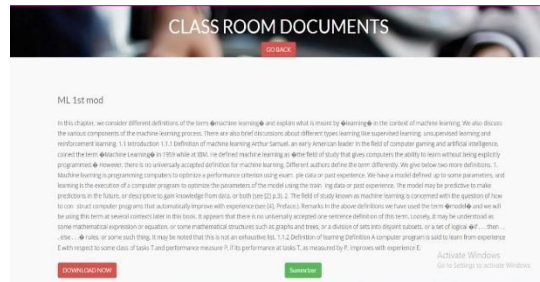 CLASS ROOM DOCUMENTS
GO BACK
ML 1st mod
In this chapter, we consider different definitions of the term �machine learning� and explain what is meant by �learning� in the context of machine learning. We also discuss
the various components of the machine learning process. There are also brief discussions about different types learning like supervised learning, unsupervised learning and
reinforcement learning. 1.1 Introduction 1.1.1 Definition of machine learning Arthur Samuel, an early American leader in the field of computer gaming and artificial intelligence,
coined the term �Machine Learning� in 1959 while at IBM. He defined machine learning as �the field of study that gives computers the ability to learn without being explicitly
programmed.� However, there is no universally accepted definition for machine learning. Different authors define the term differently. We give below two more definitions. 1.
Machine learning is programming computers to optimize a performance criterion using exam ple data or past experience. We have a model defined up to some parameters, and
learning is the execution of a computer program to optimize the parameters of the model using the train ing data or past experience. The model may be predictive to make
predictions in the future, or descriptive to gain knowledge from data, or both (see [2] p.3). 2. The field of study known as machine learning is concerned with the question of how
to con struct computer programs that automatically improve with experience (see [4], Preface.). Remarks In the above definitions we have used the term �model� and we will
be using this term at several contexts later in this book. It appears that there is no universally accepted one sentence definition of this term. Loosely, it may be understood as
some mathematical expression or equation, or some mathematical structures such as graphs and trees, or a division of sets into disjoint subsets, or a set of logical �if . . . then . .
. else . . .� rules, or some such thing. It may be noted that this is not an exhaustive list. 1.1.2 Definition of learning Definition A computer program is said to learn from experience
E with respect to some class of tasks T and performance measure P, if its performance at tasks T, as measured by P, improves with experience E.
Activate Windows
Go to Settings to activate Windows.
DOWNLOAD NOW